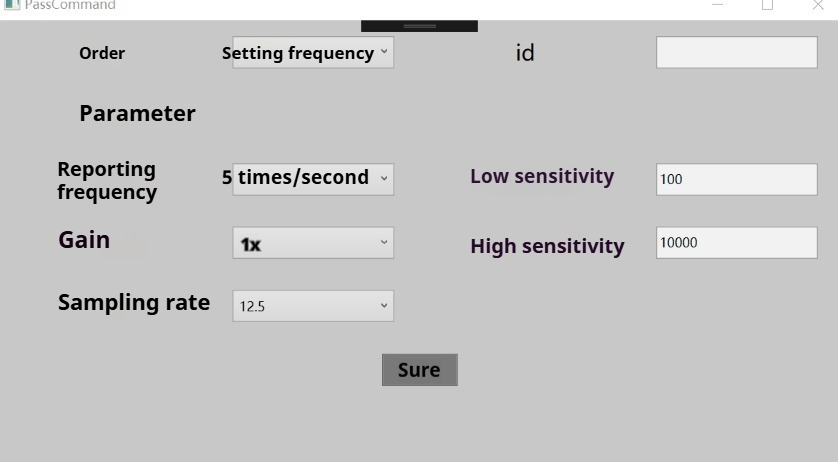 PassCommand
Order
Setting frequency
id
Parameter
Reporting
frequency
5 times/second
Low sensitivity
100
Gain
1x
High sensitivity
10000
Sampling rate
12.5
Sure